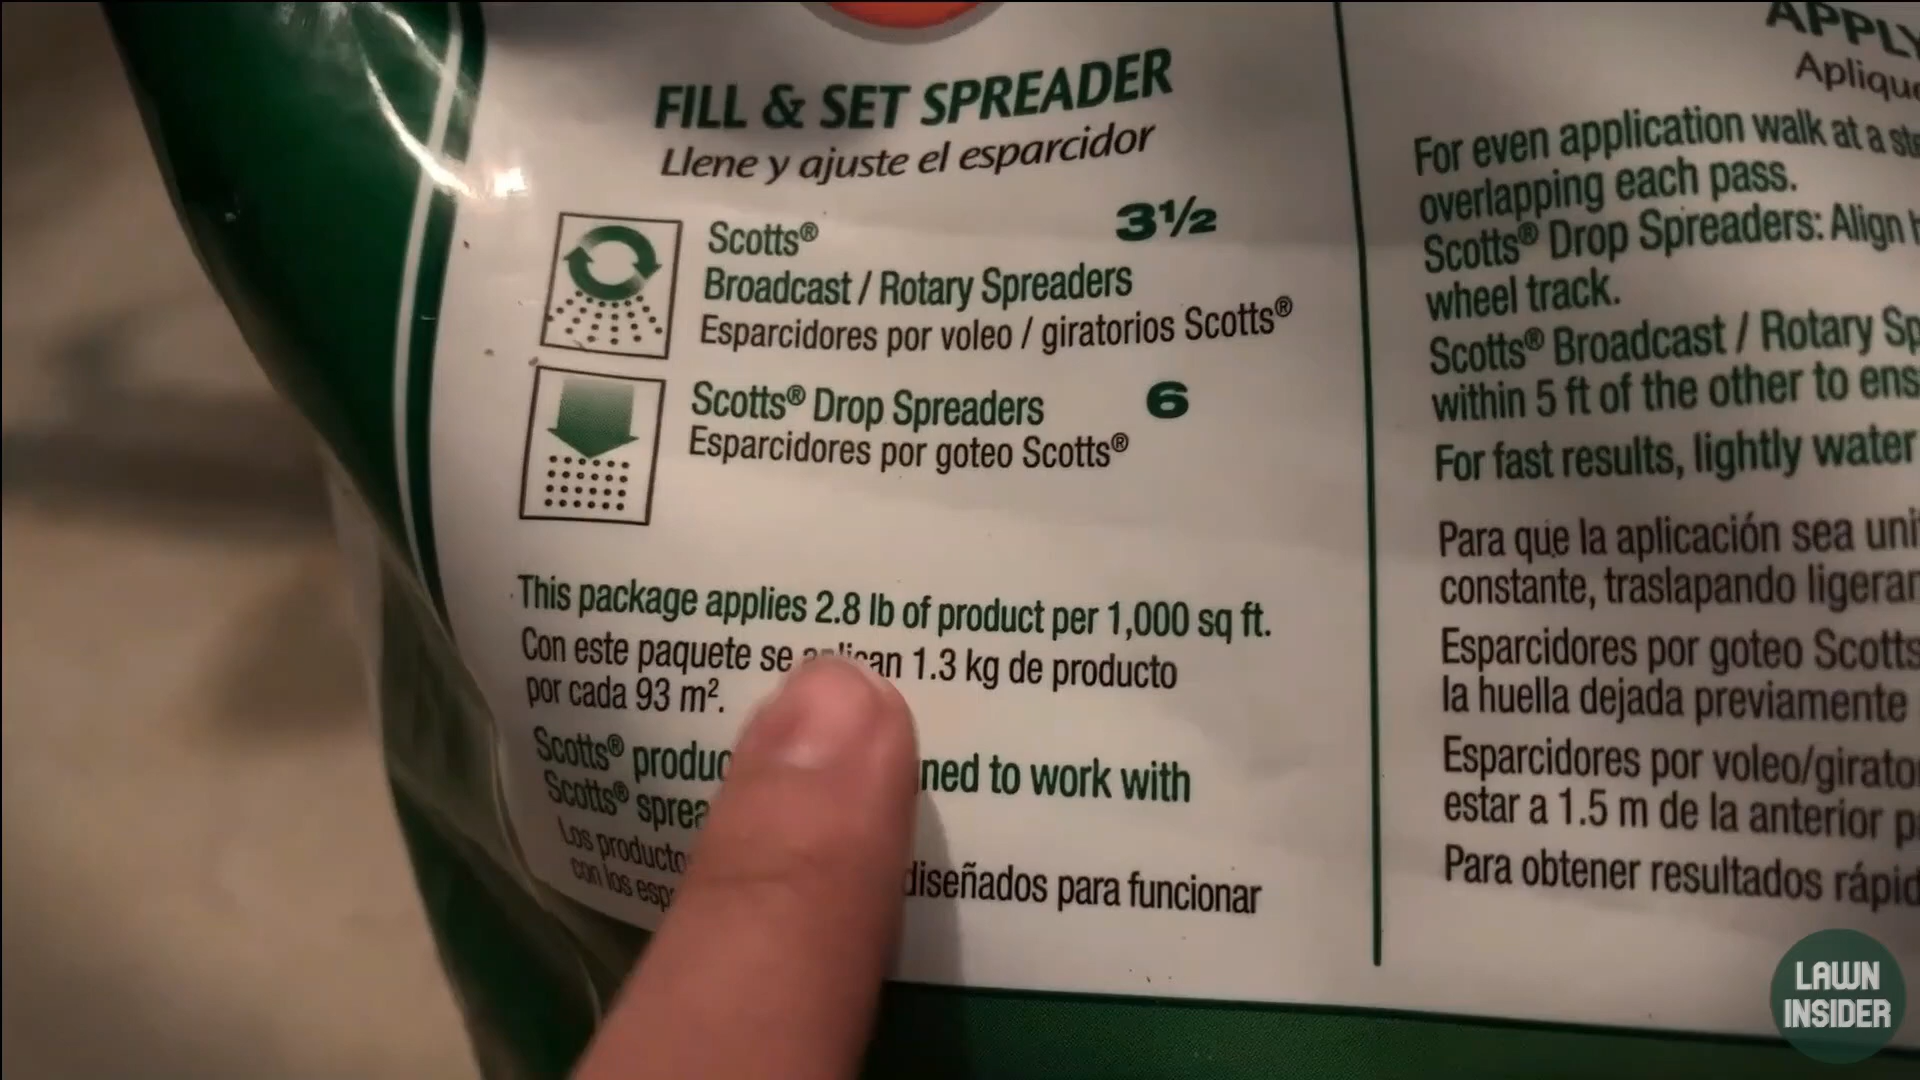 FILL & SET SPREADER
Llene y ajuste el esparcidor
Scotts® 3½
Broadcast / Rotary Spreaders
Esparcidores por voleo / giratorios Scotts®
Scotts® Drop Spreaders 6
Esparcidores por goteo Scotts®
This package applies 2.8 lb of product per 1,000 sq ft.
Con este paquete se aplican 1.3 kg de producto
por cada 93 m².
Scotts® produc ned to work with
Scotts® sprea
Los producto diseñados para funcionar
con los esp
APPLY
Aplique
For even application walk at a
overlapping each pass.
Scotts® Drop Spreaders: Align
wheel track.
Scotts® Broadcast / Rotary Sp
within 5 ft of the other to ens
For fast results, lightly water
Para que la aplicación sea uni
constante, traslapando ligerar
Esparcidores por goteo Scotts
la huella dejada previamente
Esparcidores por voleo/girato
estar a 1.5 m de la anterior p
Para obtener resultados rápid
LAWN
INSIDER